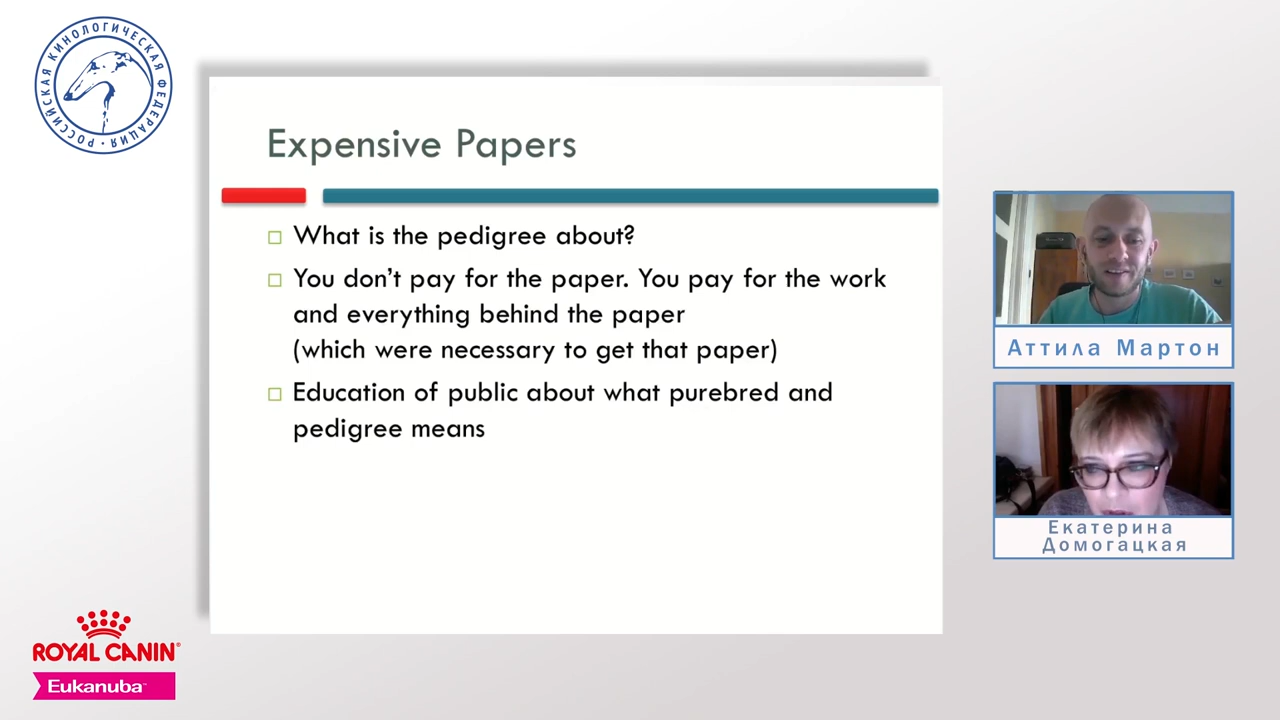 РОССИЙСКАЯ КИНОЛОГИЧЕСКАЯ ФЕДЕРАЦИЯ
Expensive Papers
What is the pedigree about?
You don't pay for the paper. You pay for the work
and everything behind the paper
(which were necessary to get that paper)
Education of public about what purebred and
pedigree means
Аттила Мартон
Екатерина
Домогацкая
ROYAL CANIN
Eukanuba